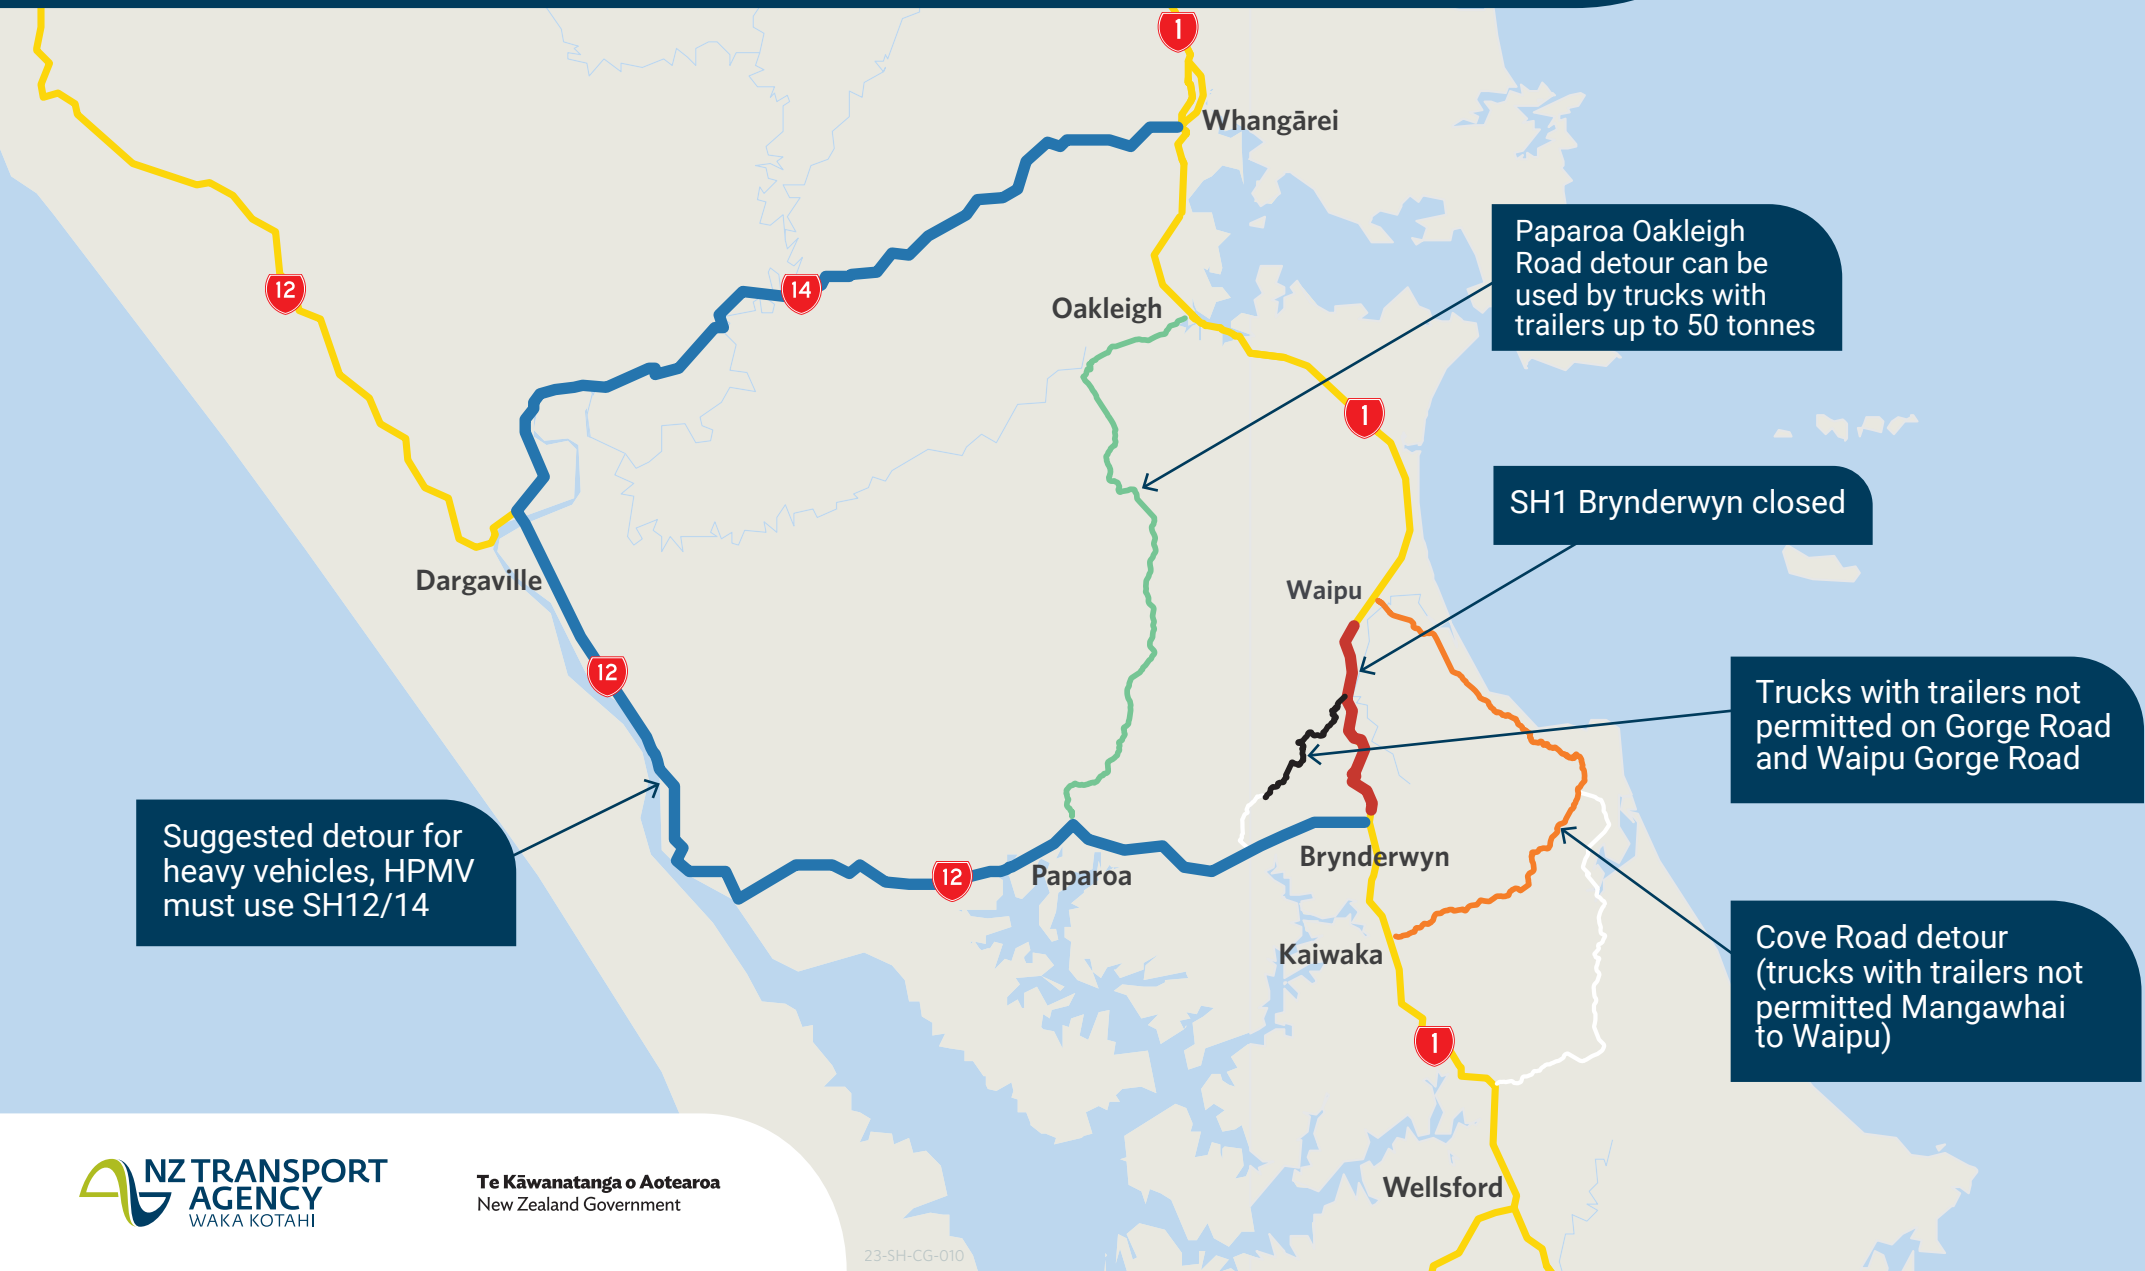 1
Whangārei
Paparoa Oakleigh
Road detour can be
used by trucks with
trailers up to 50 tonnes
12
14
Oakleigh
1
SH1 Brynderwyn closed
Dargaville
Waipu
12
Trucks with trailers not
permitted on Gorge Road
and Waipu Gorge Road
Suggested detour for
heavy vehicles, HPMV
must use SH12/14
12
Paparoa
Brynderwyn
Kaiwaka
Cove Road detour
(trucks with trailers not
permitted Mangawhai
to Waipu)
1
Wellsford
NZ TRANSPORT
AGENCY
WAKA KOTAHI
Te Kāwanatanga o Aotearoa
New Zealand Government
23-SH-CG-010